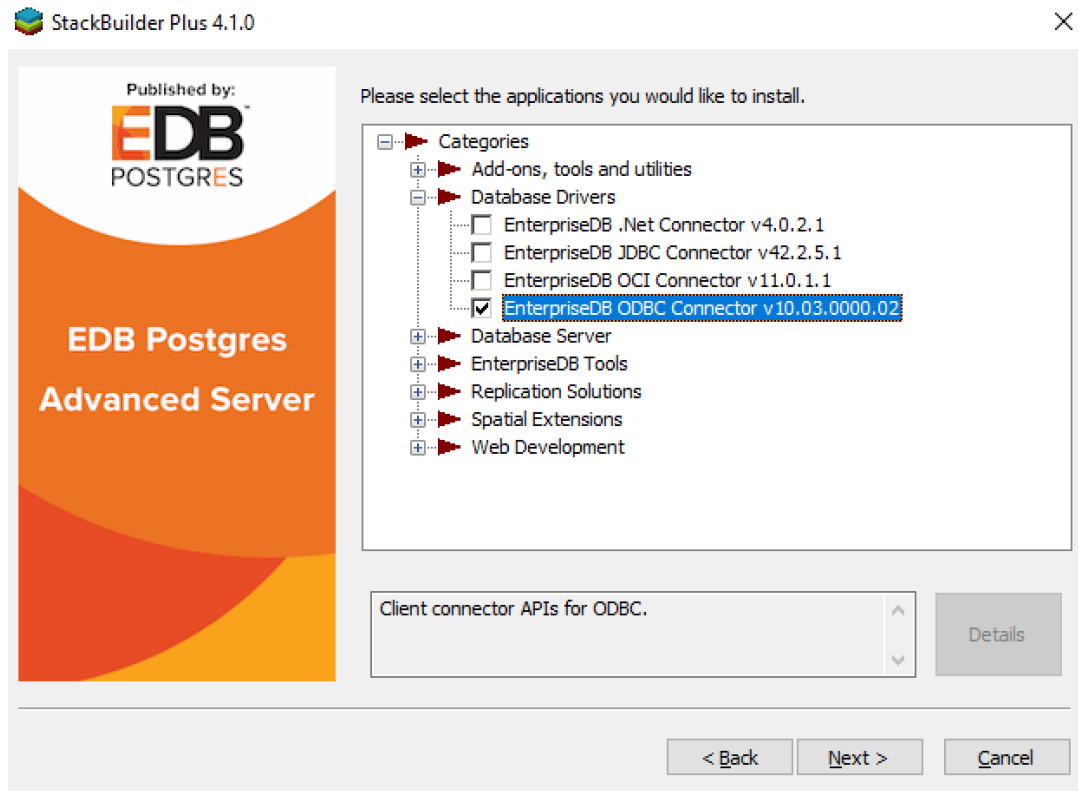 StackBuilder Plus 4.1.0
Published by:
EDB
POSTGRES
EDB Postgres
Advanced Server
Please select the applications you would like to install.
Categories
Add-ons, tools and utilities
Database Drivers
EnterpriseDB .Net Connector v4.0.2.1
EnterpriseDB JDBC Connector v42.2.5.1
EnterpriseDB OCI Connector v11.0.1.1
EnterpriseDB ODBC Connector v10.03.0000.02
Database Server
EnterpriseDB Tools
Replication Solutions
Spatial Extensions
Web Development
Client connector APIs for ODBC.
Details
< Back
Next >
Cancel